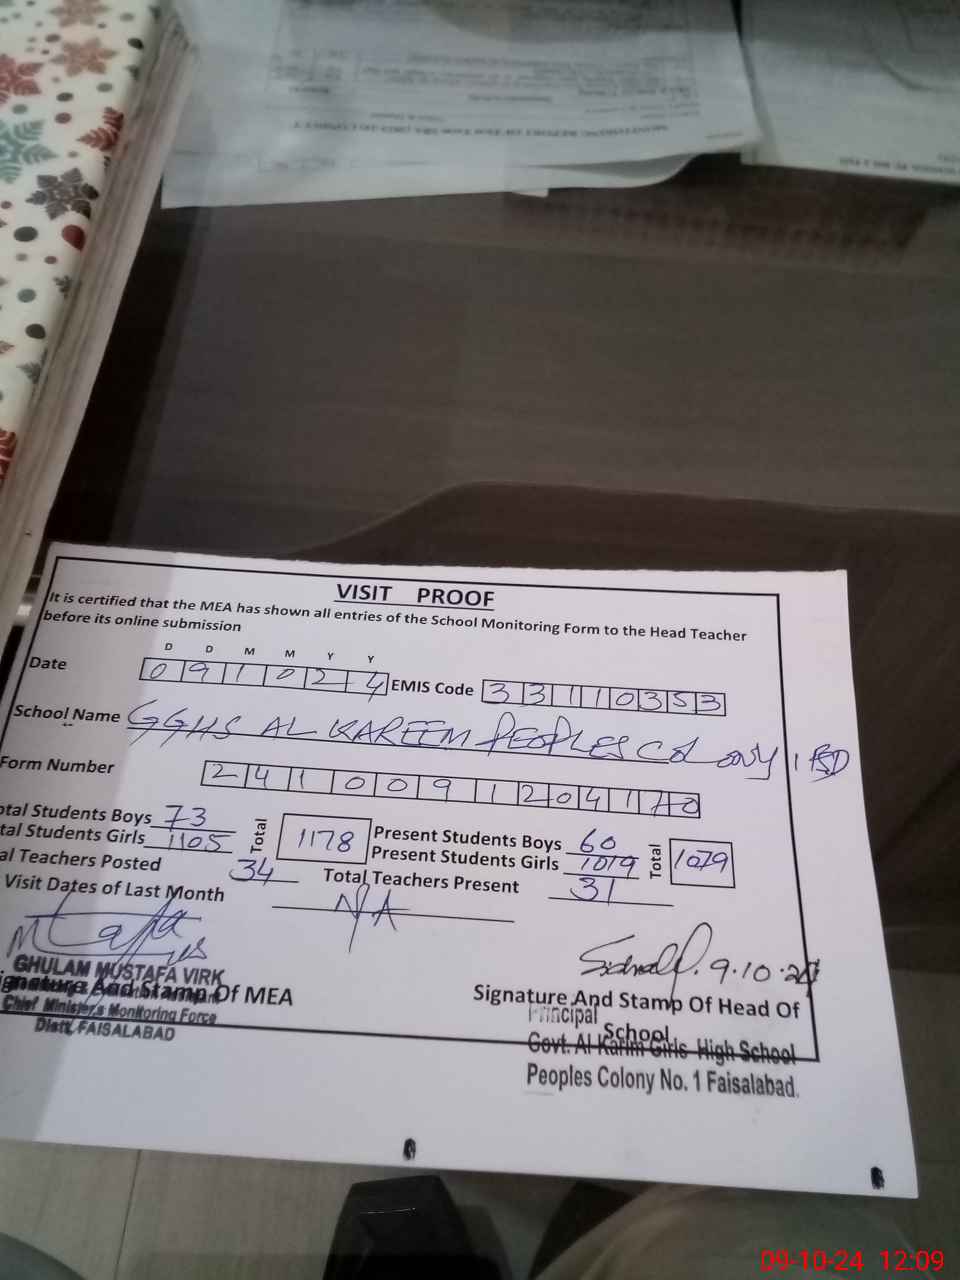 VISIT PROOF
It is certified that the MEA has shown all entries of the School Monitoring Form to the Head Teacher
before its online submission
D D M M Y Y
Date 0 9 1 0 2 4 EMIS Code 3 3 1 1 0 3 5 3
School Name GGHS AL KAREEM PEOPLES COLONY 1 FSD
Form Number 2 4 1 0 0 9 1 2 0 4 1 7 0
otal Students Boys 73 Total 1178 Present Students Boys 60 Total 1079
tal Students Girls 1105 Present Students Girls 1019
al Teachers Posted 34 Total Teachers Present 31
Visit Dates of Last Month N/A
9.10.24
GHULAM MUSTAFA VIRK
ignature And Stamp Of MEA
Chief Minister,s Monitoring Force
Distt, FAISALABAD
Signature And Stamp Of Head Of
School
Principal
Govt. Al Karim Girls High School
Peoples Colony No. 1 Faisalabad.
09-10-24 12:09